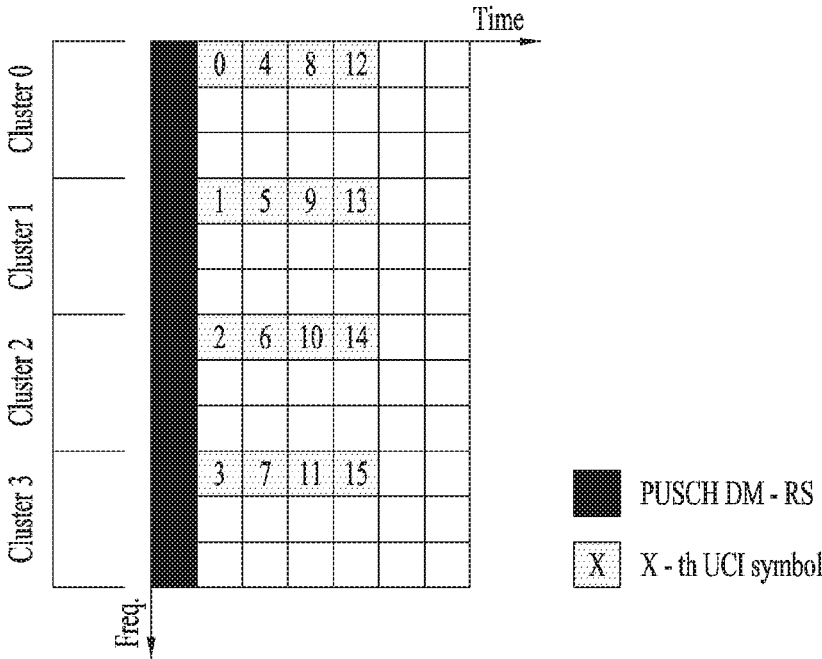 Time
Cluster 0
0 4 8 12
Cluster 1
1 5 9 13
Cluster 2
2 6 10 14
Cluster 3
3 7 11 15
Freq.
PUSCH DM - RS
X X - th UCI symbol